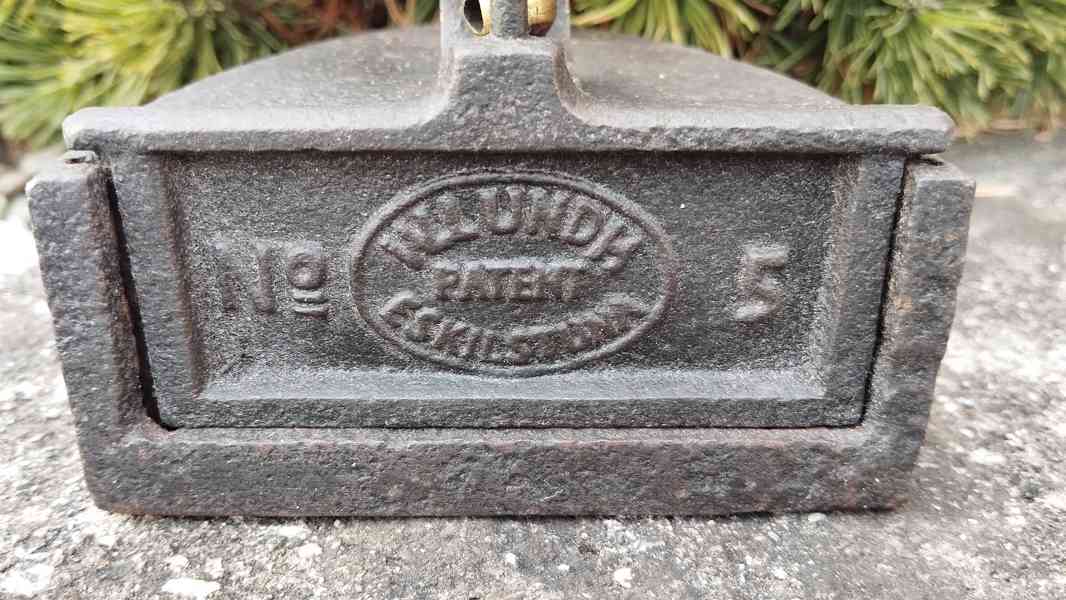 LUNDH.
No 5
PATENT
ESKILSTUNA